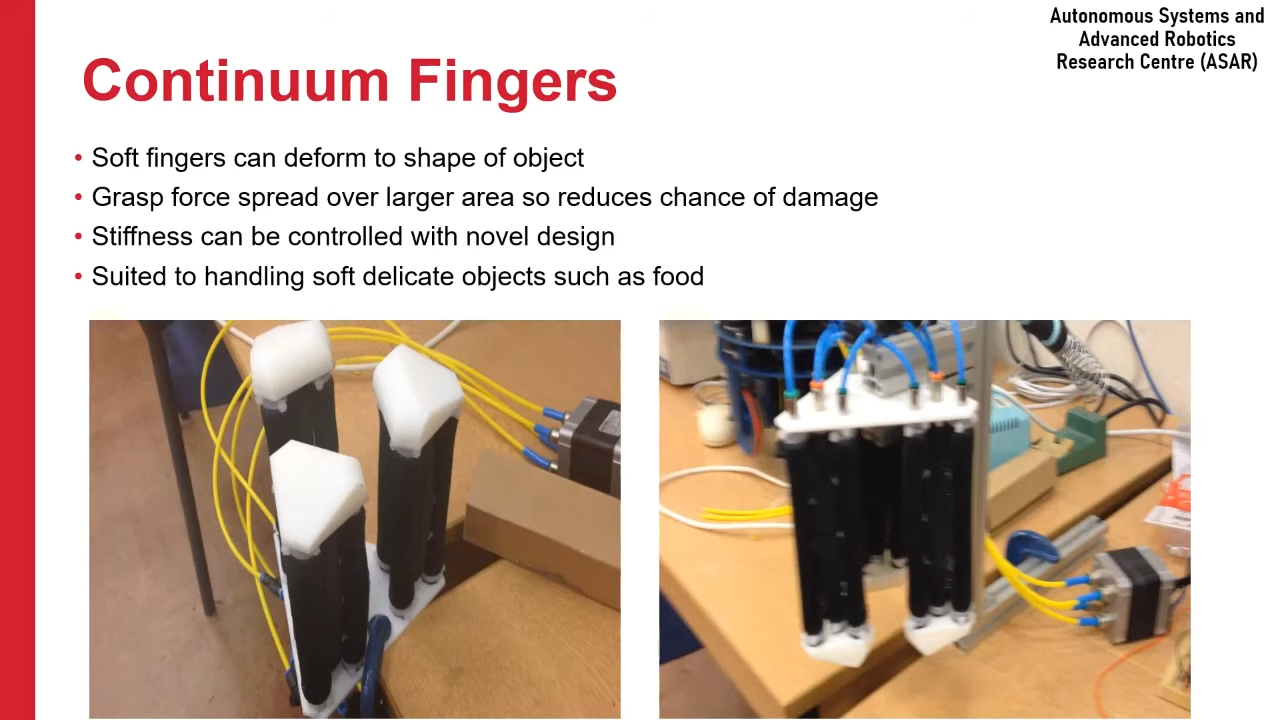 Autonomous Systems and
Advanced Robotics
Research Centre (ASAR)
Continuum Fingers
• Soft fingers can deform to shape of object
• Grasp force spread over larger area so reduces chance of damage
• Stiffness can be controlled with novel design
• Suited to handling soft delicate objects such as food